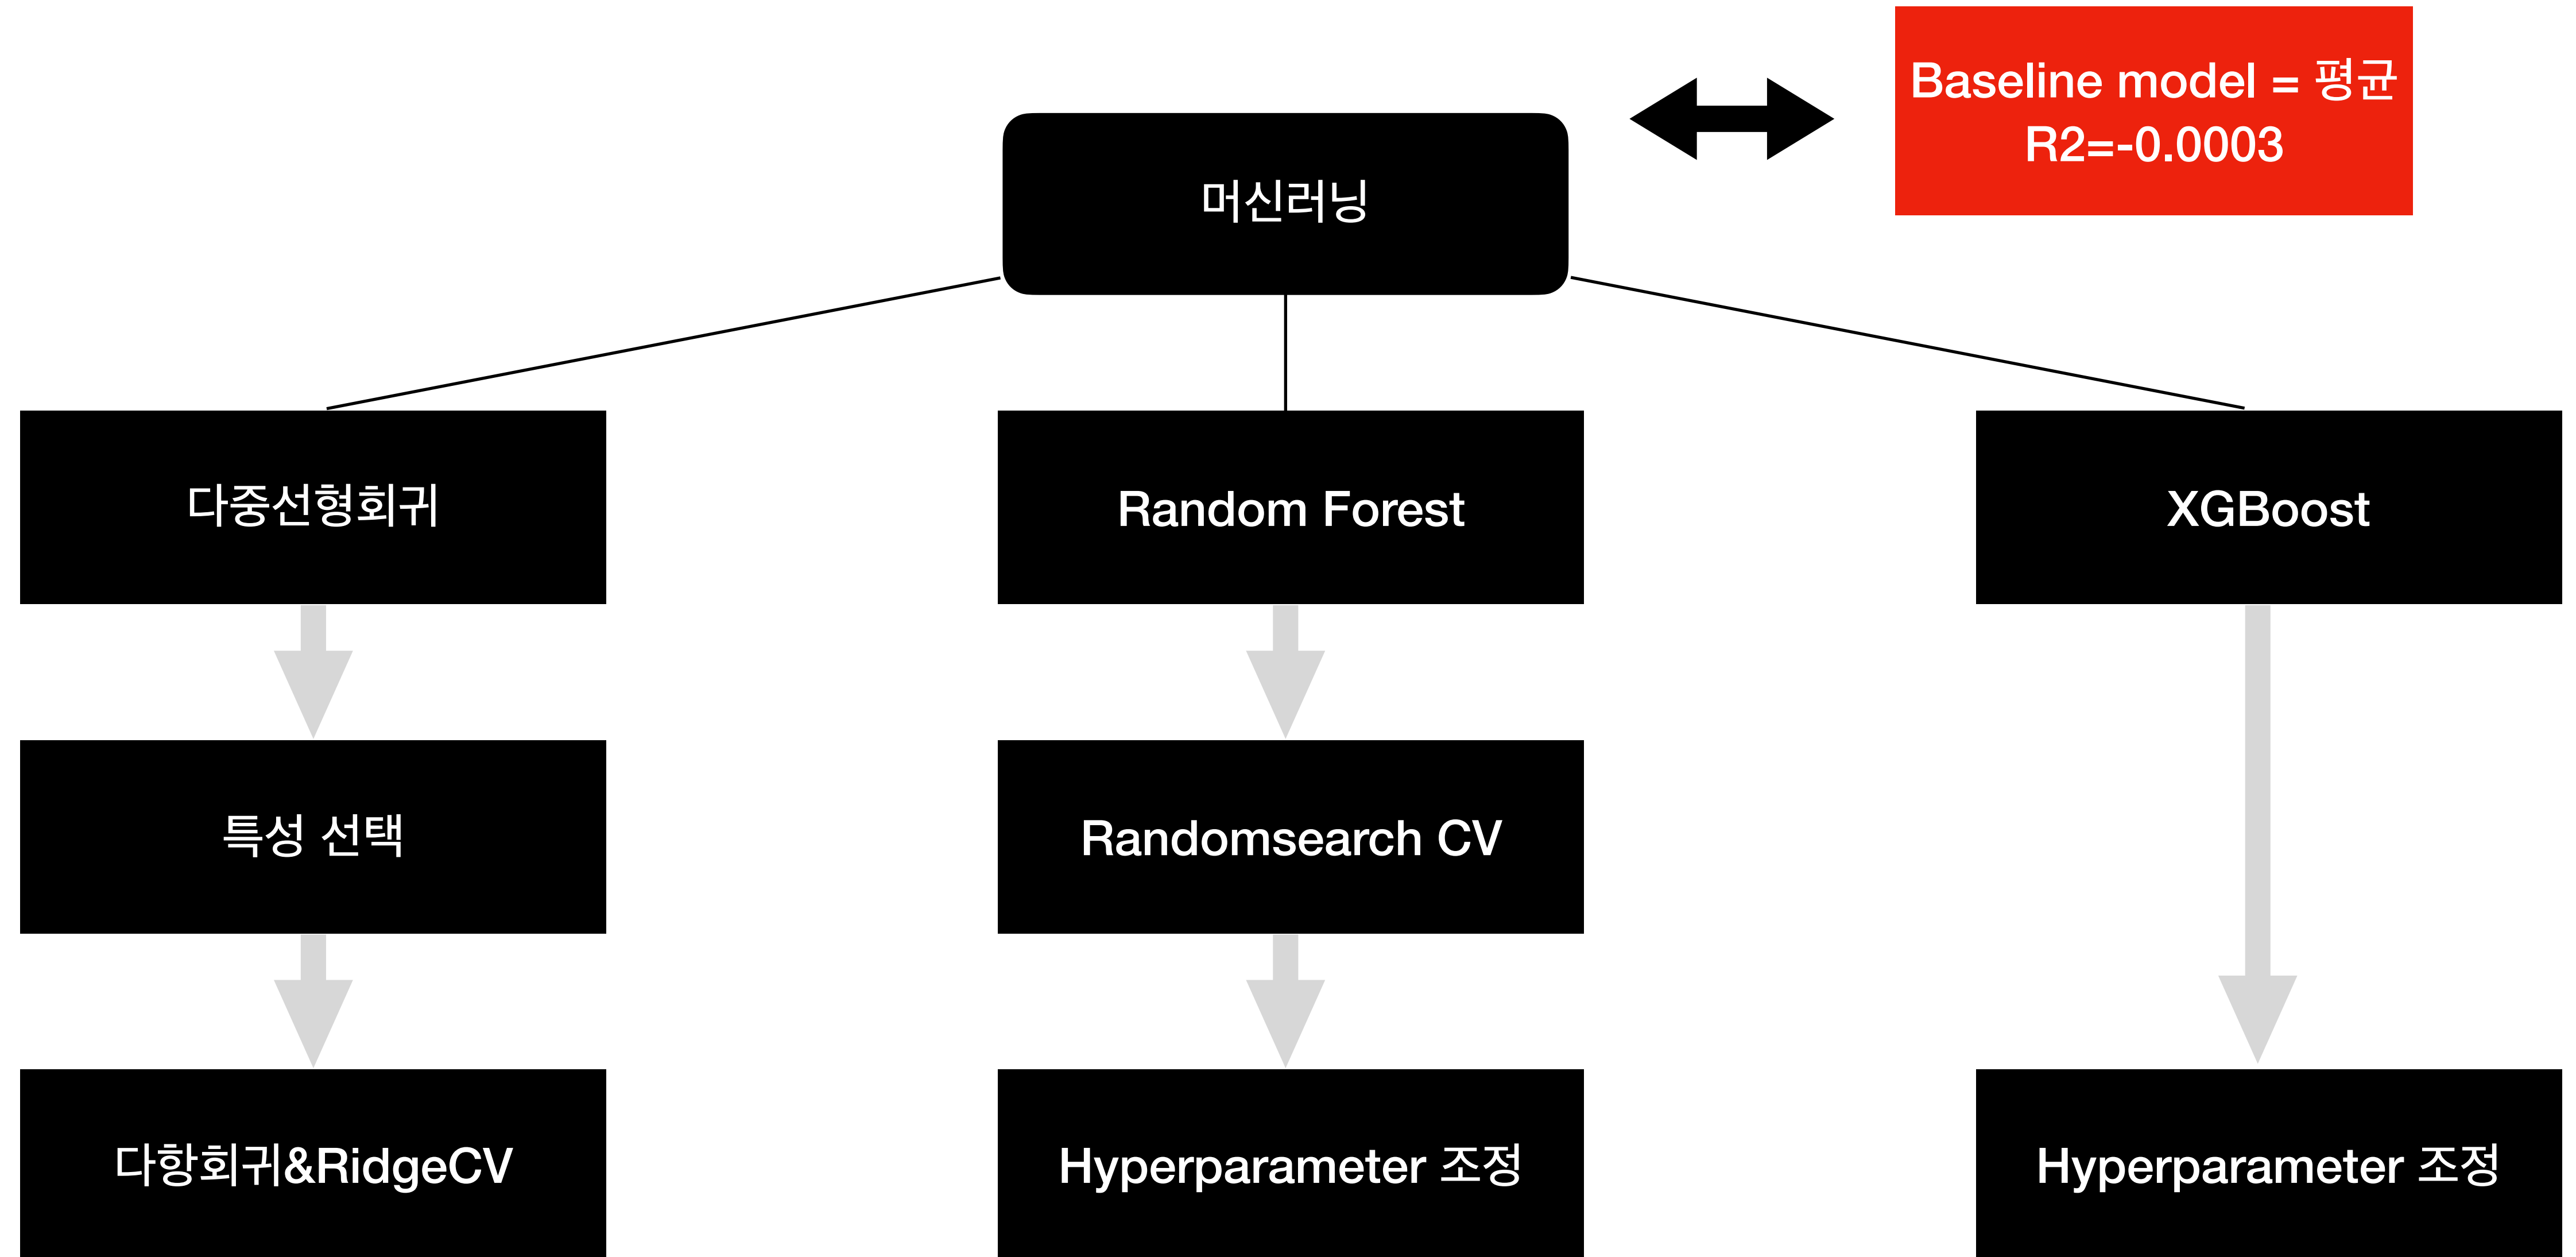 Baseline model = 평균
R2=-0.0003
머신러닝
다중선형회귀
Random Forest
XGBoost
특성 선택
Randomsearch CV
다항회귀&RidgeCV
Hyperparameter 조정
Hyperparameter 조정